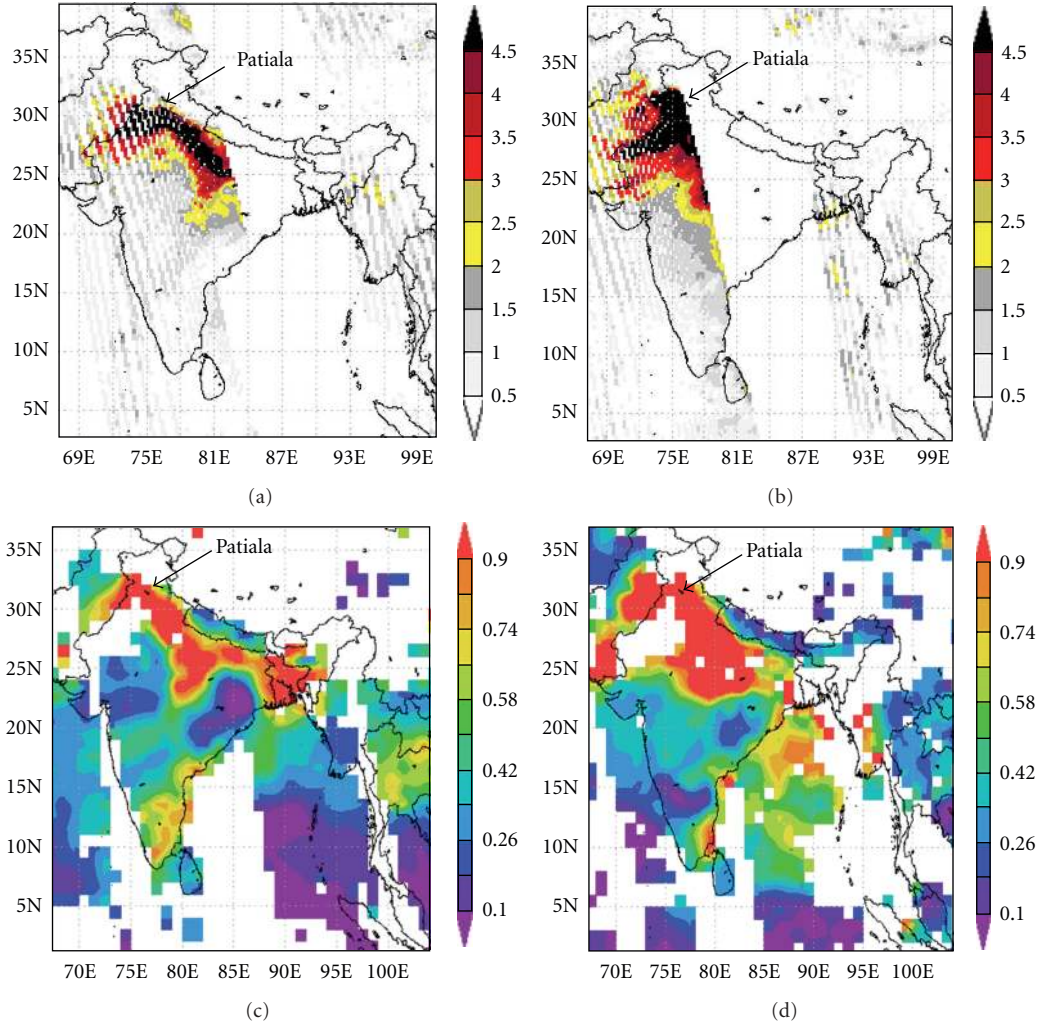 Patiala
35N
30N
25N
20N
15N
10N
5N
69E 75E 81E 87E 93E 99E
4.5
4
3.5
3
2.5
2
1.5
1
0.5
(a)
Patiala
35N
30N
25N
20N
15N
10N
5N
69E 75E 81E 87E 93E 99E
4.5
4
3.5
3
2.5
2
1.5
1
0.5
(b)
Patiala
35N
30N
25N
20N
15N
10N
5N
70E 75E 80E 85E 90E 95E 100E
0.9
0.74
0.58
0.42
0.26
0.1
(c)
Patiala
35N
30N
25N
20N
15N
10N
5N
70E 75E 80E 85E 90E 95E 100E
0.9
0.74
0.58
0.42
0.26
0.1
(d)